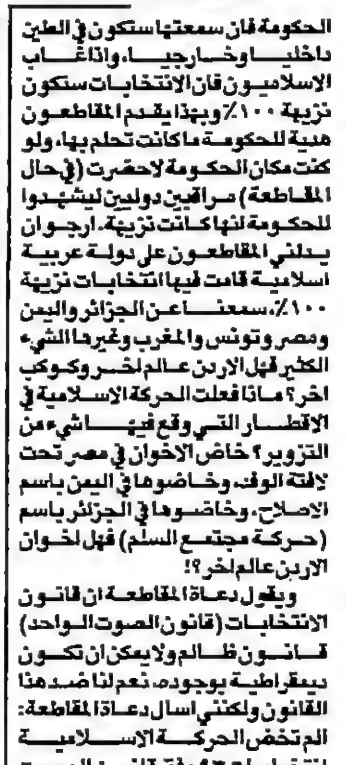 الحكومة فان سمعتها ستكون في الطين
داخليا وخارجيا، واذا غاب
الاسلاميون فان الانتخابات ستكون
نزيهة ١٠٠٪ وبهذا يقدم المقاطعون
هدية للحكومة ما كانت تحلم بها، ولو
كنت مكان الحكومة لاحضرت (في حال
المقاطعة) مراقبين دوليين ليشهدوا
للحكومة انها كانت نزيهة، ارجو ان
يدلني المقاطعون على دولة عربية
اسلامية قامت فيها انتخابات نزيهة
١٠٠٪، سمعنا عن الجزائر واليمن
ومصر وتونس والمغرب وغيرها الشيء
الكثير فهل الاردن عالم اخر وكوكب
اخر؟ ماذا فعلت الحركة الاسلامية في
الاقطار التي وقع فيها شيء من
التزوير؟ خاض الاخوان في مصر تحت
لافتة الوفد، وخاضوها في اليمن باسم
الاصلاح، وخاضوها في الجزائر باسم
(حركة مجتمع السلم) فهل اخوان
الاردن عالم اخر؟!
ويقول دعاة المقاطعة ان قانون
الانتخابات (قانون الصوت الواحد)
قانون ظالم ولا يمكن ان تكون
ديمقراطية بوجوده، نعم لنا ضد هذا
القانون ولكنني اسال دعاة المقاطعة:
الم تخض الحركة الاسلامية